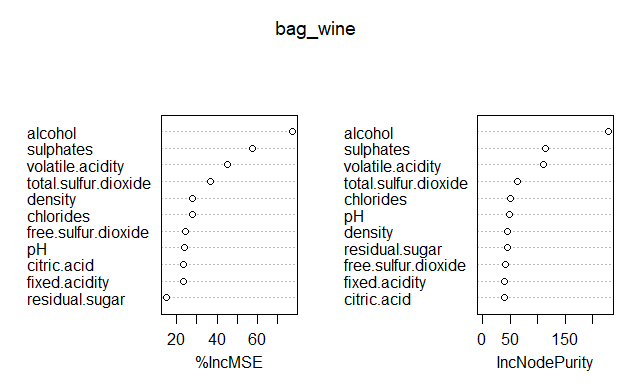 bag_wine
alcohol
sulphates
volatile.acidity
total.sulfur.dioxide
density
chlorides
free.sulfur.dioxide
pH
citric.acid
fixed.acidity
residual.sugar
20 40 60
%IncMSE
alcohol
sulphates
volatile.acidity
total.sulfur.dioxide
chlorides
pH
density
residual.sugar
free.sulfur.dioxide
fixed.acidity
citric.acid
0 50 150
IncNodePurity